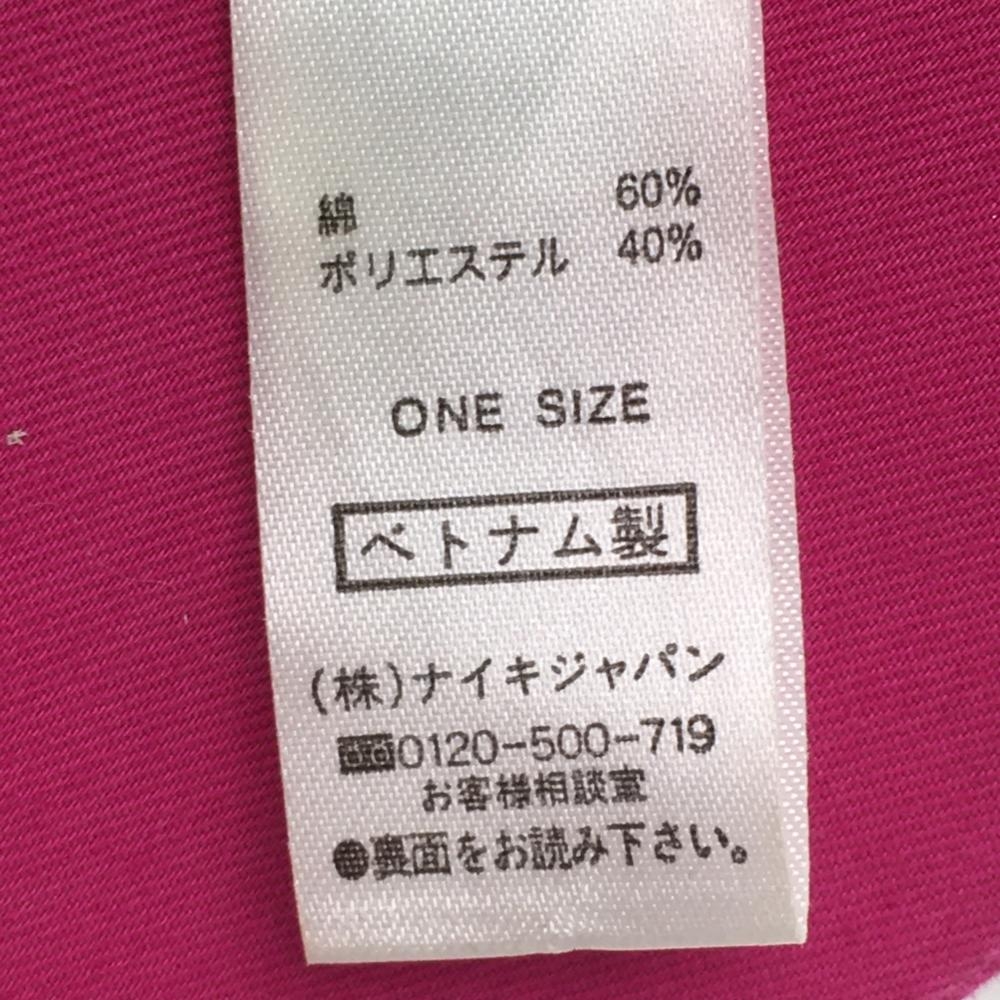 綿 60%
ポリエステル 40%
ONE SIZE
ベトナム製
(株)ナイキジャパン
0120-500-719
お客様相談室
●裏面をお読み下さい。